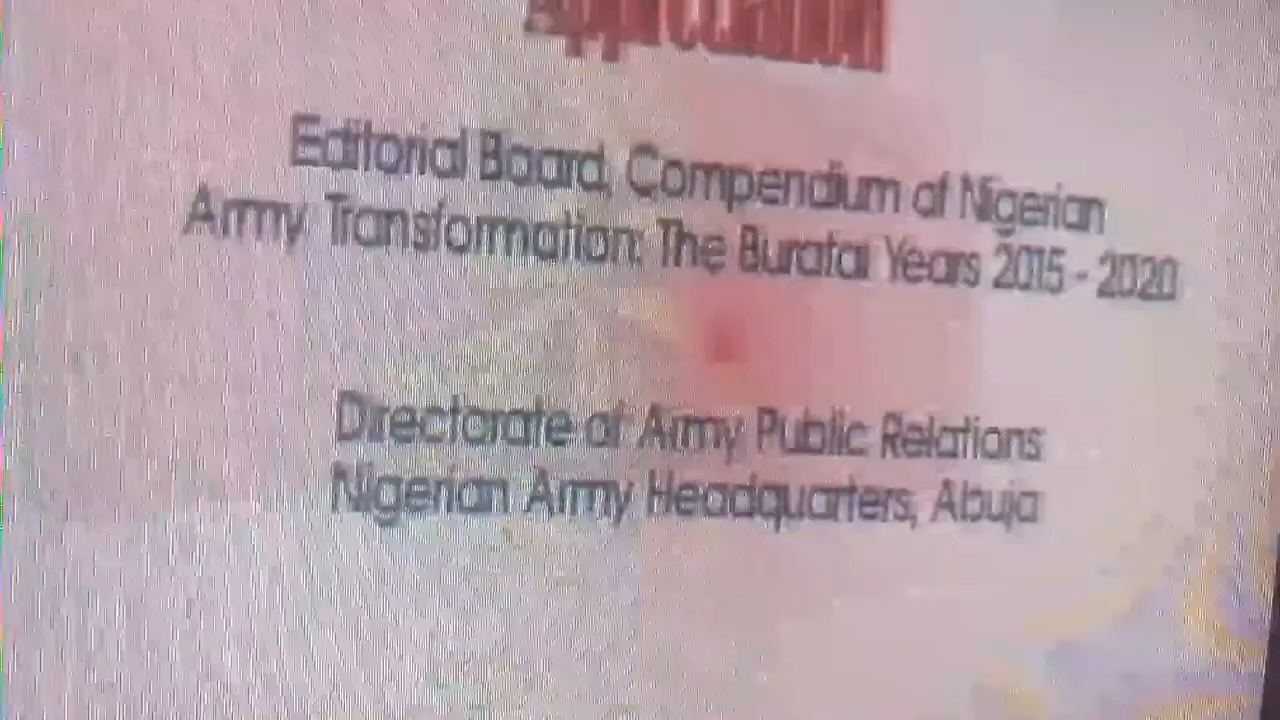 Appreciation
Editorial Board, Compendium of Nigerian
Army Transformation: The Buratai Years 2015 - 2020
Directorate of Army Public Relations
Nigerian Army Headquarters, Abuja